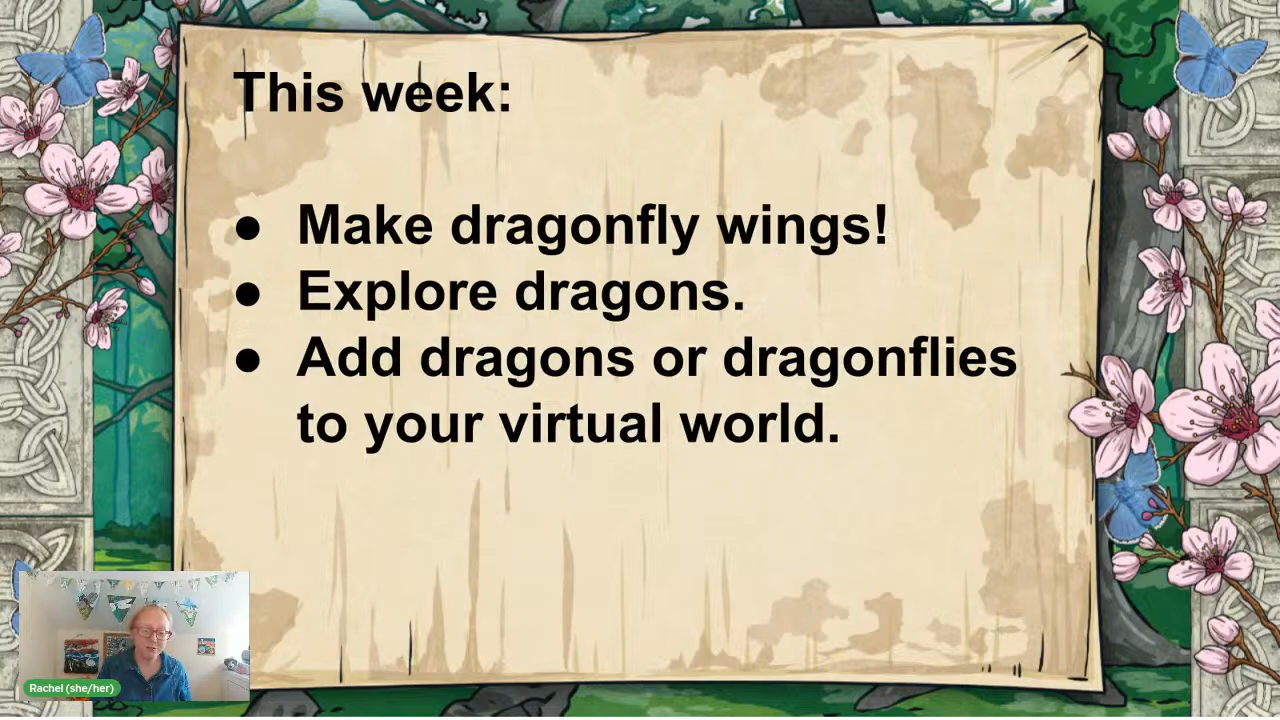 This week:
● Make dragonfly wings!
● Explore dragons.
● Add dragons or dragonflies
to your virtual world.
Rachel (she/her)